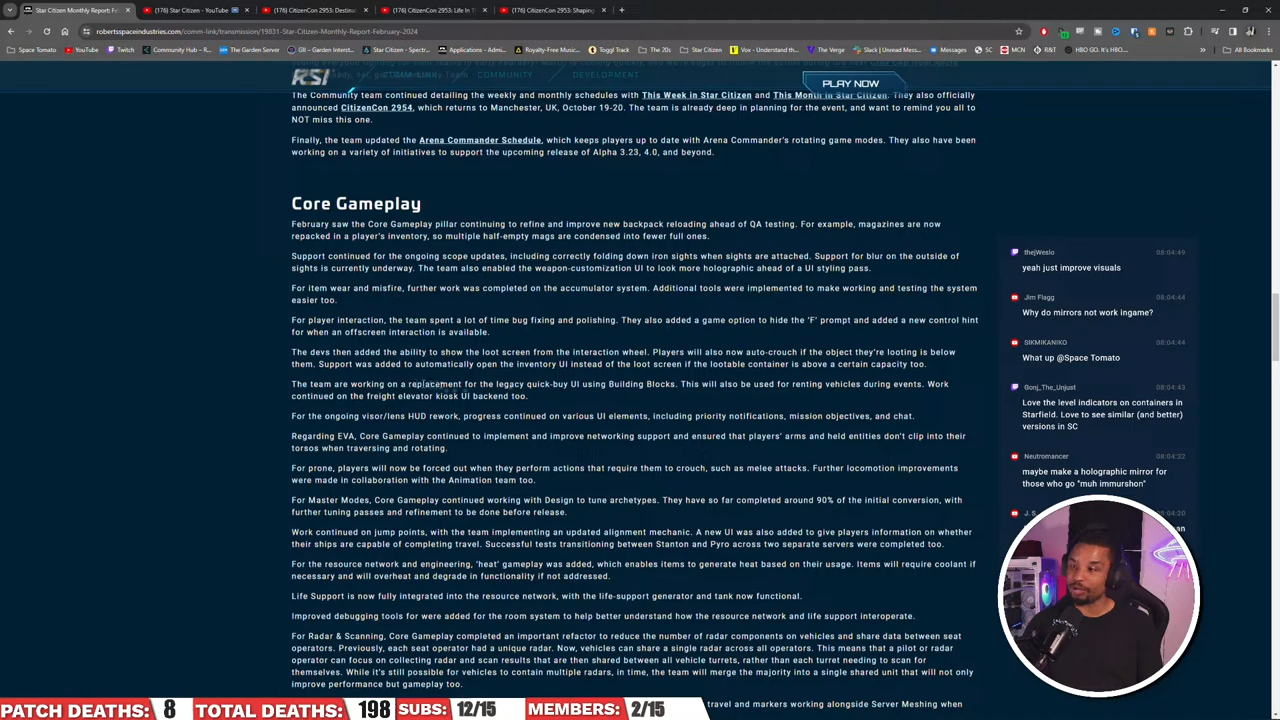 Star Citizen Monthly Report: Fe
(176) Star Citizen - YouTube
(176) CitizenCon 2953: Destina
(176) CitizenCon 2953: Life In T
(176) CitizenCon 2953: Shaping
robertsspaceindustries.com/comm-link/transmission/19831-Star-Citizen-Monthly-Report-February-2024
Space Tomato
YouTube
Twitch
Community Hub - R...
The Garden Server
GII – Garden Interst...
Star Citizen - Spectr...
Applications - Admi...
Royalty-Free Music...
Toggl Track
The 20s
Star Citizen
Vox - Understand th...
The Verge
Slack | Unread Mess...
Messages
SC
MCN
RT
HBO GO. It's HBO...
All Bookmarks
RSI
COMMUNITY
DEVELOPMENT
PLAY NOW
The Community team continued detailing the weekly and monthly schedules with This Week in Star Citizen and This Month in Star Citizen. They also officially
announced CitizenCon 2954, which returns to Manchester, UK, October 19-20. The team is already deep in planning for the event, and want to remind you all to
NOT miss this one.
Finally, the team updated the Arena Commander Schedule, which keeps players up to date with Arena Commander's rotating game modes. They also have been
working on a variety of initiatives to support the upcoming release of Alpha 3.23, 4.0, and beyond.
Core Gameplay
February saw the Core Gameplay pillar continuing to refine and improve new backpack reloading ahead of QA testing. For example, magazines are now
repacked in a player's inventory, so multiple half-empty mags are condensed into fewer full ones.
Support continued for the ongoing scope updates, including correctly folding down iron sights when sights are attached. Support for blur on the outside of
sights is currently underway. The team also enabled the weapon-customization UI to look more holographic ahead of a UI styling pass.
For item wear and misfire, further work was completed on the accumulator system. Additional tools were implemented to make working and testing the system
easier too.
For player interaction, the team spent a lot of time bug fixing and polishing. They also added a game option to hide the 'F' prompt and added a new control hint
for when an offscreen interaction is available.
The devs then added the ability to show the loot screen from the interaction wheel. Players will also now auto-crouch if the object they're looting is below
them. Support was added to automatically open the inventory UI instead of the loot screen if the lootable container is above a certain capacity too.
The team are working on a replacement for the legacy quick-buy UI using Building Blocks. This will also be used for renting vehicles during events. Work
continued on the freight elevator kiosk UI backend too.
For the ongoing visor/lens HUD rework, progress continued on various UI elements, including priority notifications, mission objectives, and chat.
Regarding EVA, Core Gameplay continued to implement and improve networking support and ensured that players' arms and held entities don't clip into their
torsos when traversing and rotating.
For prone, players will now be forced out when they perform actions that require them to crouch, such as melee attacks. Further locomotion improvements
were made in collaboration with the Animation team too.
For Master Modes, Core Gameplay continued working with Design to tune archetypes. They have so far completed around 90% of the initial conversion, with
further tuning passes and refinement to be done before release.
Work continued on jump points, with the team implementing an updated alignment mechanic. A new UI was also added to give players information on whether
their ships are capable of completing travel. Successful tests transitioning between Stanton and Pyro across two separate servers were completed too.
For the resource network and engineering, 'heat' gameplay was added, which enables items to generate heat based on their usage. Items will require coolant if
necessary and will overheat and degrade in functionality if not addressed.
Life Support is now fully integrated into the resource network, with the life-support generator and tank now functional.
Improved debugging tools for were added for the room system to help better understand how the resource network and life support interoperate.
For Radar & Scanning, Core Gameplay completed an important refactor to reduce the number of radar components on vehicles and share data between seat
operators. Previously, each seat operator had a unique radar. Now, vehicles can share a single radar across all operators. This means that a pilot or radar
operator can focus on collecting radar and scan results that are then shared between all vehicle turrets, rather than each turret needing to scan for
themselves. While it's still possible for vehicles to contain multiple radars, in time, the team will merge the majority into a single shared unit that will not only
improve performance but gameplay too.
travel and markers working alongside Server Meshing when
thejWeslo 08:04:49
yeah just improve visuals
Jim Flagg 08:04:44
Why do mirrors not work ingame?
SIKMIKANIKO 08:04:44
What up @Space Tomato
Gonj_The_Unjust 08:04:43
Love the level indicators on containers in
Starfield. Love to see similar (and better)
versions in SC
Neutromancer 08:04:32
maybe make a holographic mirror for
those who go "muh immurshon"
J. S 08:04:20
an
PATCH DEATHS: 8 TOTAL DEATHS: 198 SUBS: 12/15 MEMBERS: 2/15